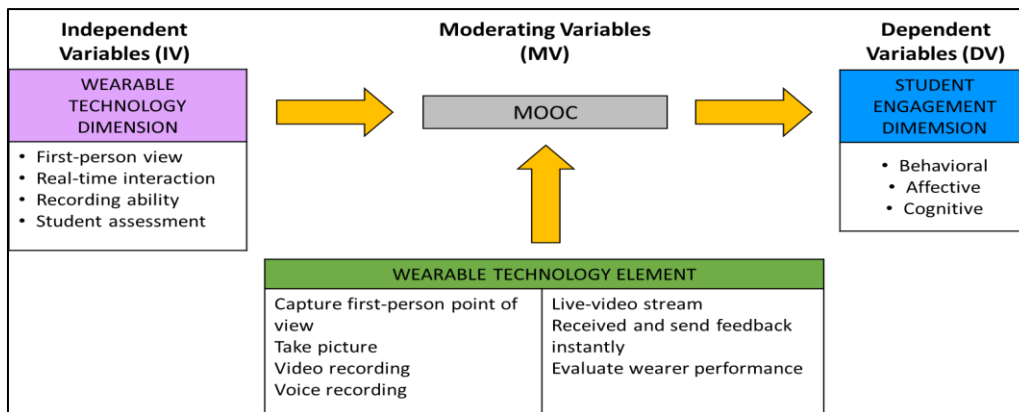 Independent
Variables (IV)
Moderating Variables
(MV)
Dependent
Variables (DV)
WEARABLE
TECHNOLOGY
DIMENSION
• First-person view
• Real-time interaction
• Recording ability
• Student assessment
MOOC
STUDENT
ENGAGEMENT
DIMEMSION
• Behavioral
• Affective
• Cognitive
WEARABLE TECHNOLOGY ELEMENT
Capture first-person point of
view
Take picture
Video recording
Voice recording
Live-video stream
Received and send feedback
instantly
Evaluate wearer performance